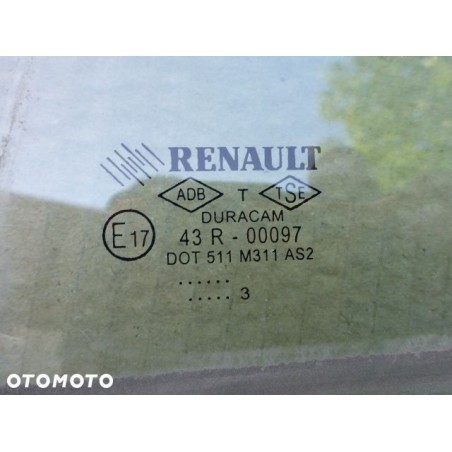 RENAULT
ADB T TSE
DURACAM
E17 43 R - 00097
DOT 511 M311 AS2
......
..... 3
OTOMOTO